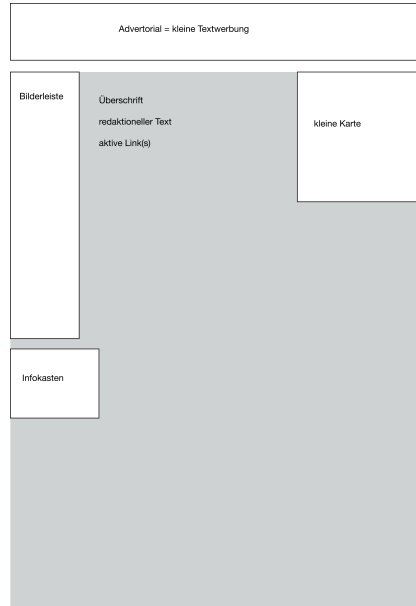 Advertorial = kleine Textwerbung
Bilderleiste
Überschrift
redaktioneller Text
aktive Link(s)
kleine Karte
Infokasten